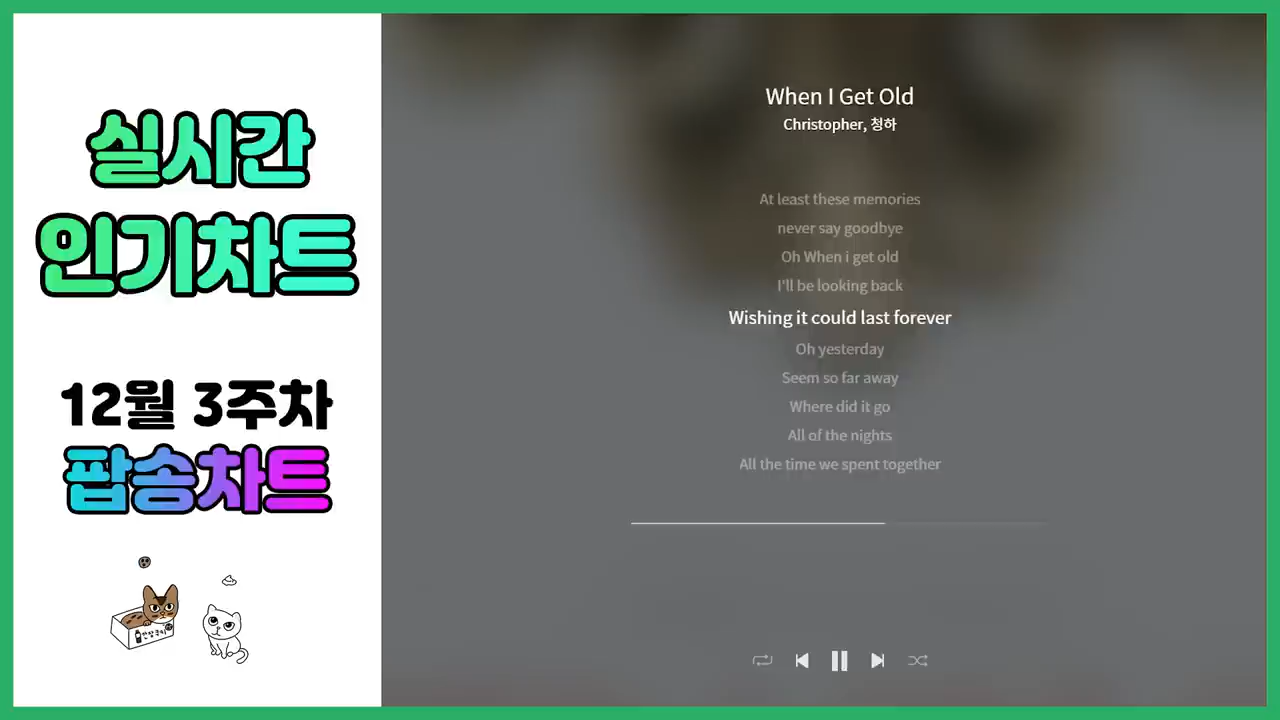 실시간
인기차트
12월 3주차
팝송차트
When I Get Old
Christopher, 청하
At least these memories
never say goodbye
Oh When i get old
I'll be looking back
Wishing it could last forever
Oh yesterday
Seem so far away
Where did it go
All of the nights
All the time we spent together